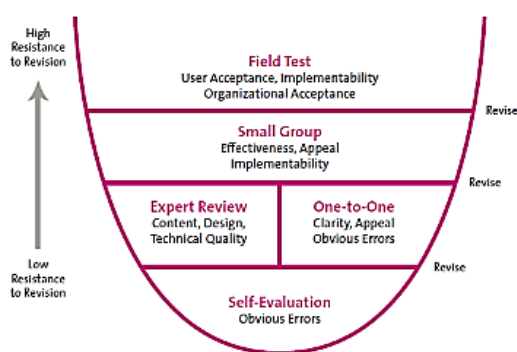 High
Resistance
to Revision
Field Test
User Acceptance, Implementability
Organizational Acceptance
Revise
Small Group
Effectiveness, Appeal
Implementability
Revise
Expert Review
Content, Design,
Technical Quality
One-to-One
Clarity, Appeal
Obvious Errors
Low
Resistance
to Revision
Revise
Self-Evaluation
Obvious Errors